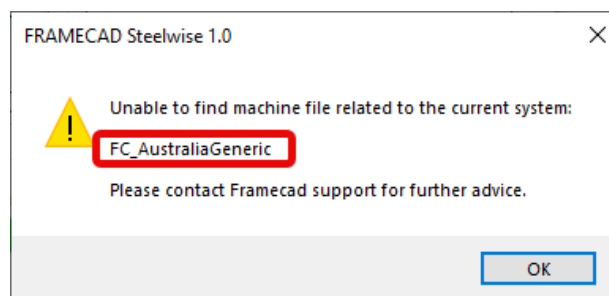 FRAMECAD Steelwise 1.0
Unable to find machine file related to the current system:
FC_AustraliaGeneric
Please contact Framecad support for further advice.
OK